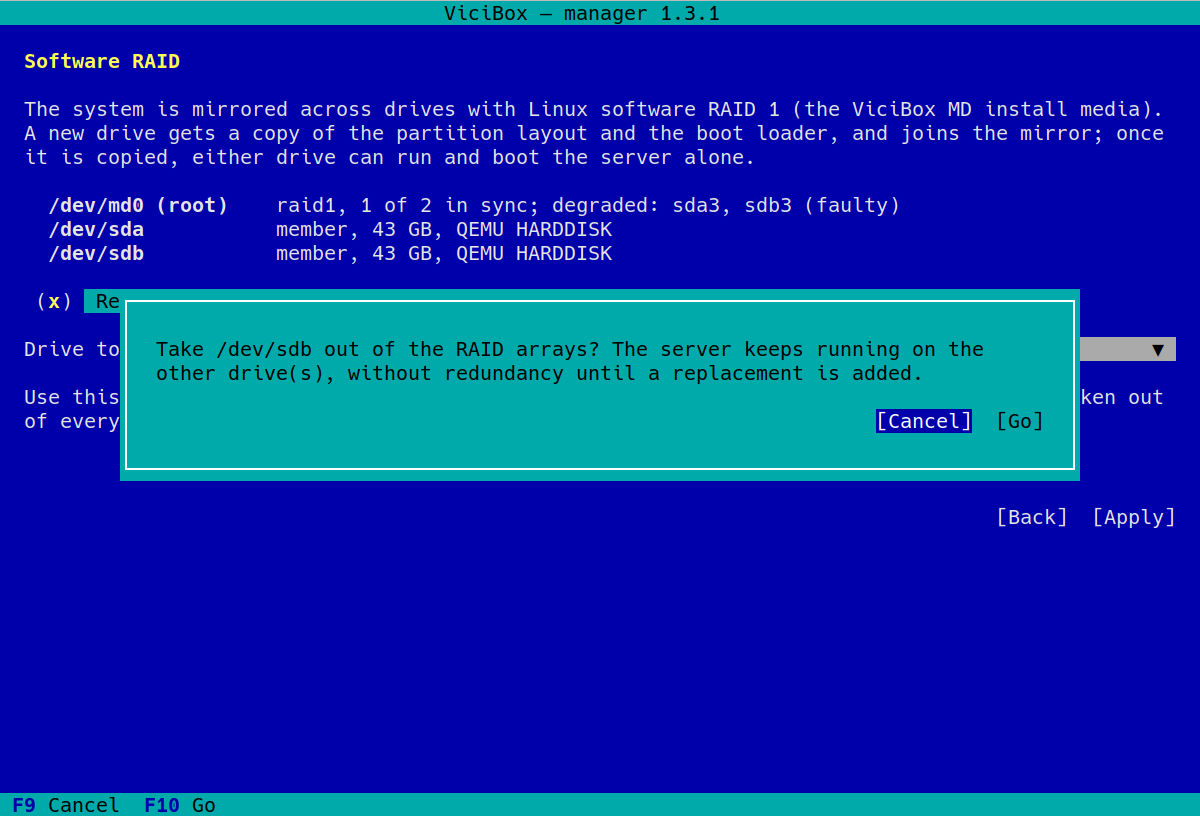 ViciBox — manager 1.3.1
Software RAID
The system is mirrored across drives with Linux software RAID 1 (the ViciBox MD install media).
A new drive gets a copy of the partition layout and the boot loader, and joins the mirror; once
it is copied, either drive can run and boot the server alone.
/dev/md0 (root) raid1, 1 of 2 in sync; degraded: sda3, sdb3 (faulty)
/dev/sda member, 43 GB, QEMU HARDDISK
/dev/sdb member, 43 GB, QEMU HARDDISK
(x) Re
Drive to ▼
Take /dev/sdb out of the RAID arrays? The server keeps running on the
other drive(s), without redundancy until a replacement is added.
Use this ken out
of every
[Cancel] [Go]
[Back] [Apply]
F9 Cancel F10 Go